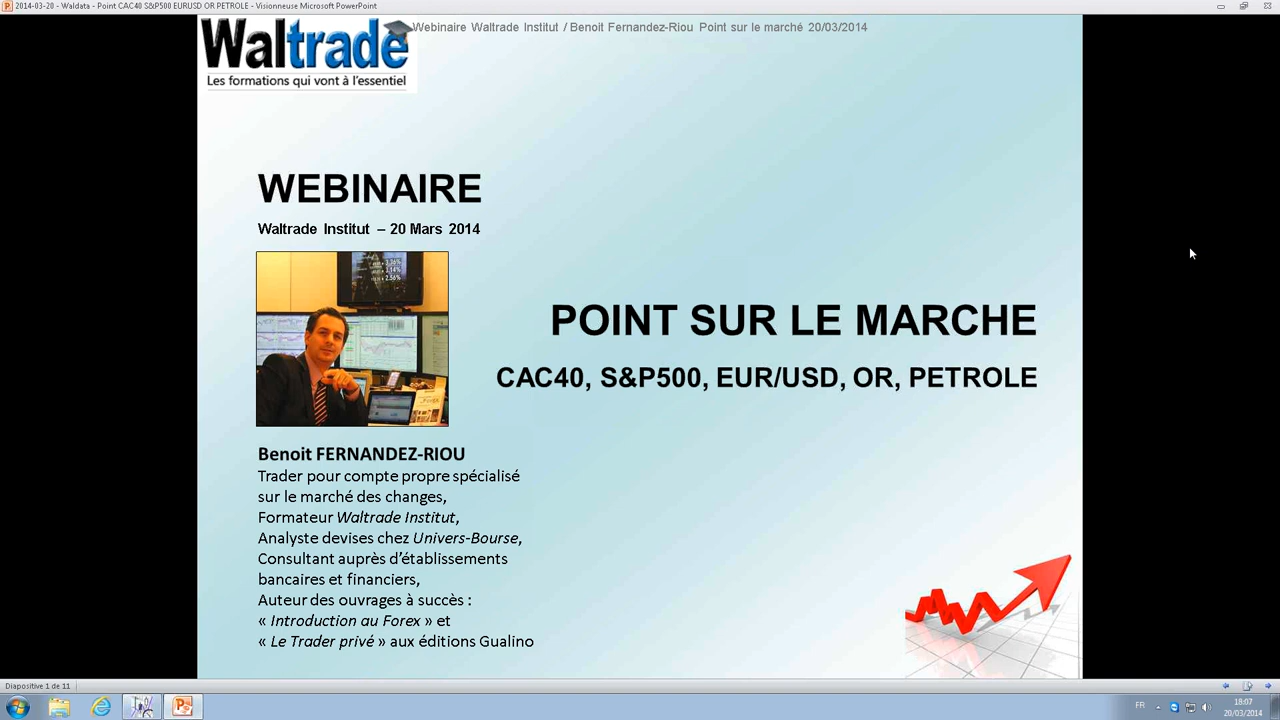 2014-03-20 - Waldata - Point CAC40 S&P500 EURUSD OR PETROLE - Visionneuse Microsoft PowerPoint
Webinaire Waltrade Institut / Benoit Fernandez-Riou Point sur le marché 20/03/2014
Waltrade
Les formations qui vont à l'essentiel
WEBINAIRE
Waltrade Institut – 20 Mars 2014
POINT SUR LE MARCHE
CAC40, S&P500, EUR/USD, OR, PETROLE
Benoit FERNANDEZ-RIOU
Trader pour compte propre spécialisé
sur le marché des changes,
Formateur Waltrade Institut,
Analyste devises chez Univers-Bourse,
Consultant auprès d'établissements
bancaires et financiers,
Auteur des ouvrages à succès :
« Introduction au Forex » et
« Le Trader privé » aux éditions Gualino
Diapositive 1 de 11
FR
18:07
20/03/2014